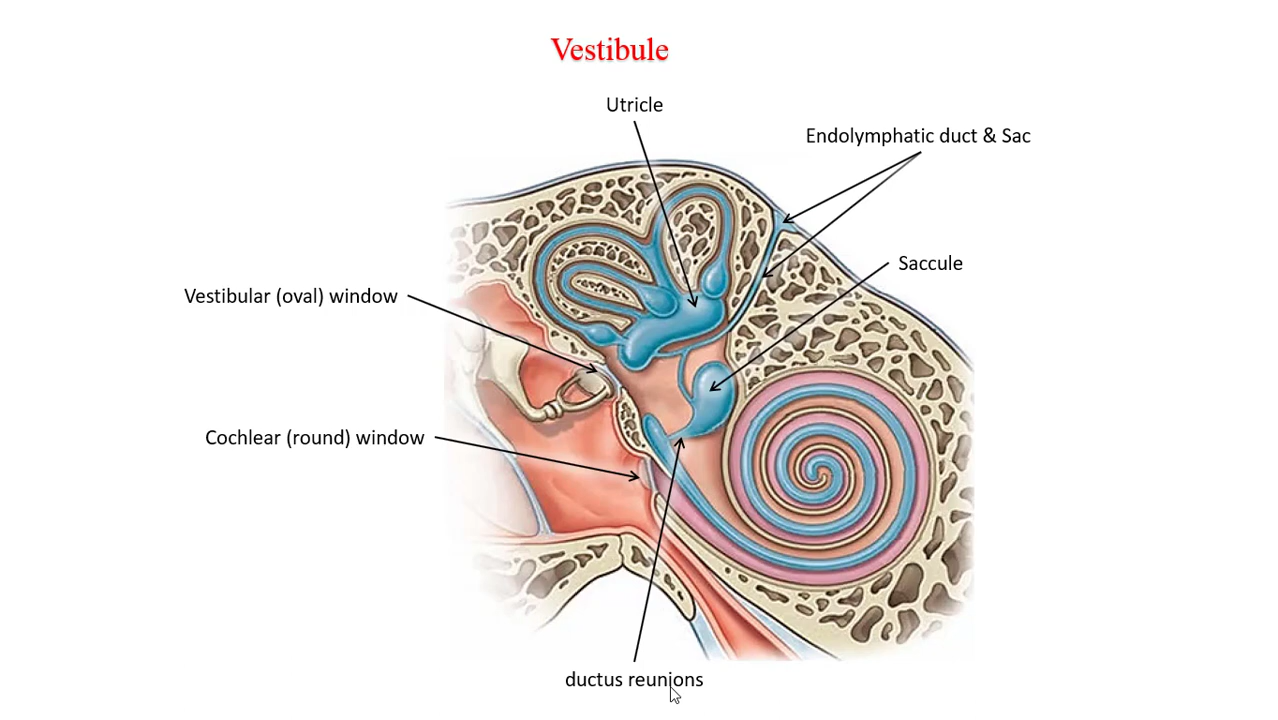 Vestibule
Utricle
Endolymphatic duct & Sac
Saccule
Vestibular (oval) window
Cochlear (round) window
ductus reunions